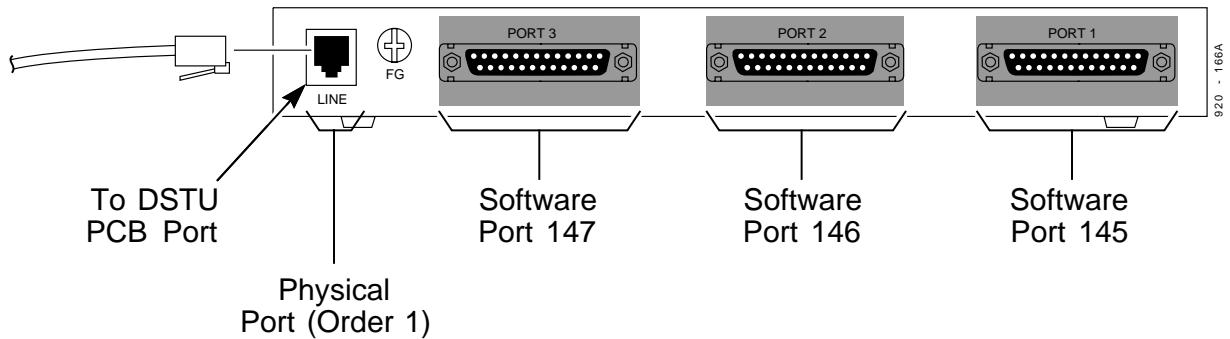 PORT 3
PORT 2
PORT 1
FG
LINE
920 - 166A
To DSTU
PCB Port
Software
Port 147
Software
Port 146
Software
Port 145
Physical
Port (Order 1)